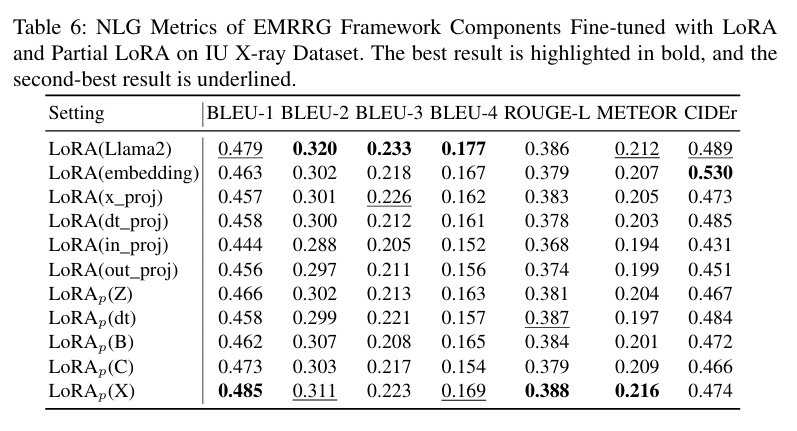 Table 6: NLG Metrics of EMRRG Framework Components Fine-tuned with LoRA
and Partial LoRA on IU X-ray Dataset. The best result is highlighted in bold, and the
second-best result is underlined.
Setting BLEU-1 BLEU-2 BLEU-3 BLEU-4 ROUGE-L METEOR CIDEr
LoRA(Llama2) 0.479 0.320 0.233 0.177 0.386 0.212 0.489
LoRA(embedding) 0.463 0.302 0.218 0.167 0.379 0.207 0.530
LoRA(x_proj) 0.457 0.301 0.226 0.162 0.383 0.205 0.473
LoRA(dt_proj) 0.458 0.300 0.212 0.161 0.378 0.203 0.485
LoRA(in_proj) 0.444 0.288 0.205 0.152 0.368 0.194 0.431
LoRA(out_proj) 0.456 0.297 0.211 0.156 0.374 0.199 0.451
LoRAp(Z) 0.466 0.302 0.213 0.163 0.381 0.204 0.467
LoRAp(dt) 0.458 0.299 0.221 0.157 0.387 0.197 0.484
LoRAp(B) 0.462 0.307 0.208 0.165 0.384 0.201 0.472
LoRAp(C) 0.473 0.303 0.217 0.154 0.379 0.209 0.466
LoRAp(X) 0.485 0.311 0.223 0.169 0.388 0.216 0.474